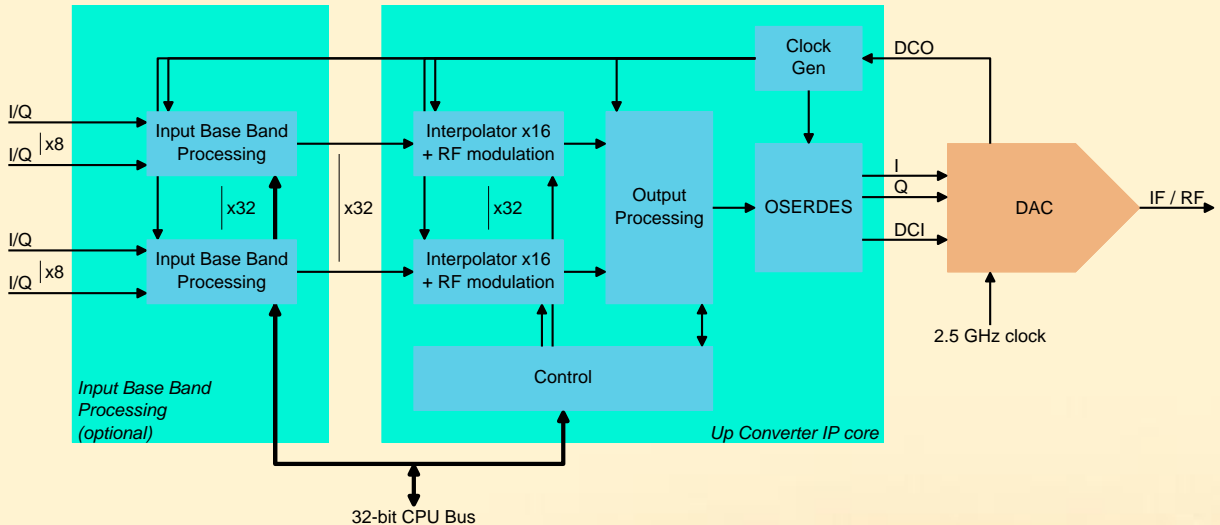 Clock
Gen
DCO
I/Q
x8
I/Q
Input Base Band
Processing
Interpolator x16
+ RF modulation
x32
x32
x32
Output
Processing
OSERDES
I
Q
DCI
DAC
IF / RF
I/Q
x8
I/Q
Input Base Band
Processing
Interpolator x16
+ RF modulation
2.5 GHz clock
Control
Input Base Band
Processing
(optional)
Up Converter IP core
32-bit CPU Bus